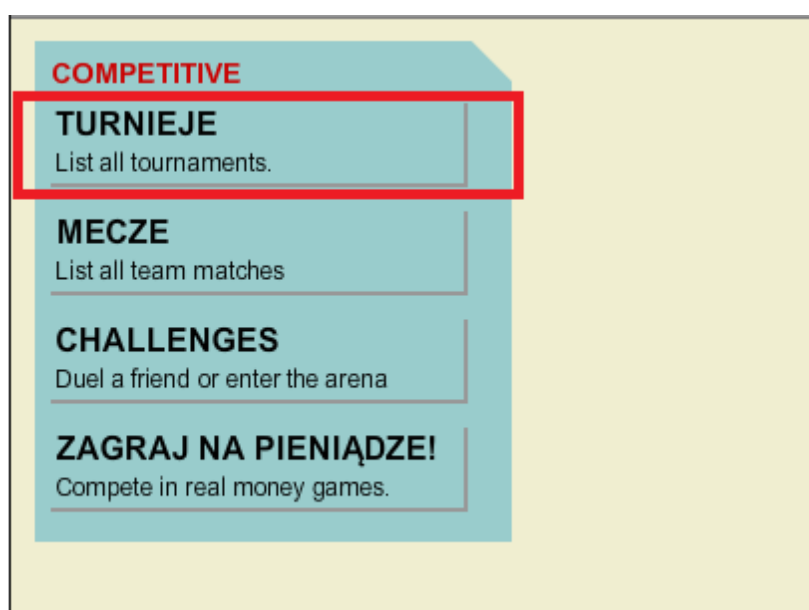 COMPETITIVE
TURNIEJE
List all tournaments.
MECZE
List all team matches
CHALLENGES
Duel a friend or enter the arena
ZAGRAJ NA PIENIĄDZE!
Compete in real money games.